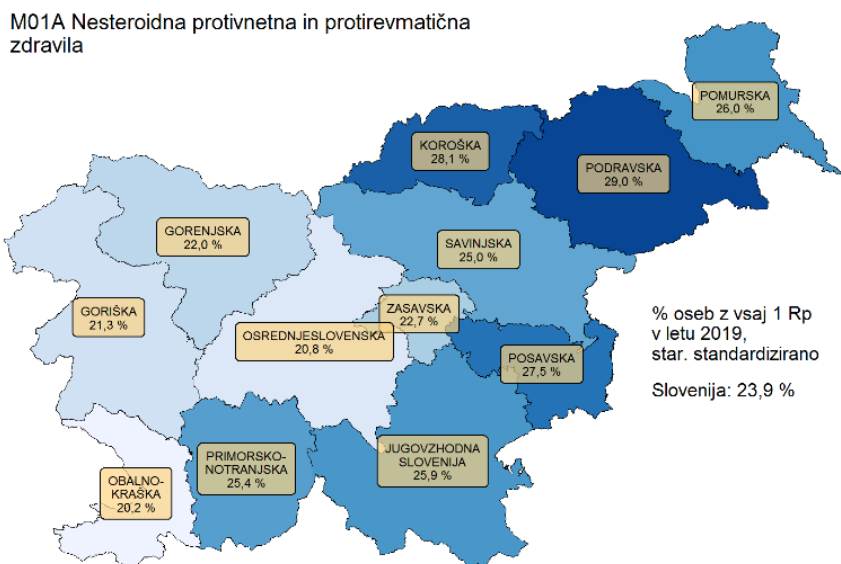 M01A Nesteroidna protivnetna in protirevmatična
zdravila
POMURSKA
26,0 %
KOROŠKA
28,1 %
PODRAVSKA
29,0 %
GORENJSKA
22,0 %
SAVINJSKA
25,0 %
GORIŠKA
21,3 %
ZASAVSKA
22,7 %
OSREDNJESLOVENSKA
20,8 %
POSAVSKA
27,5 %
% oseb z vsaj 1 Rp
v letu 2019,
star. standardizirano
Slovenija: 23,9 %
PRIMORSKO-
NOTRANJSKA
25,4 %
JUGOVZHODNA
SLOVENIJA
25,9 %
OBALNO-
KRAŠKA
20,2 %